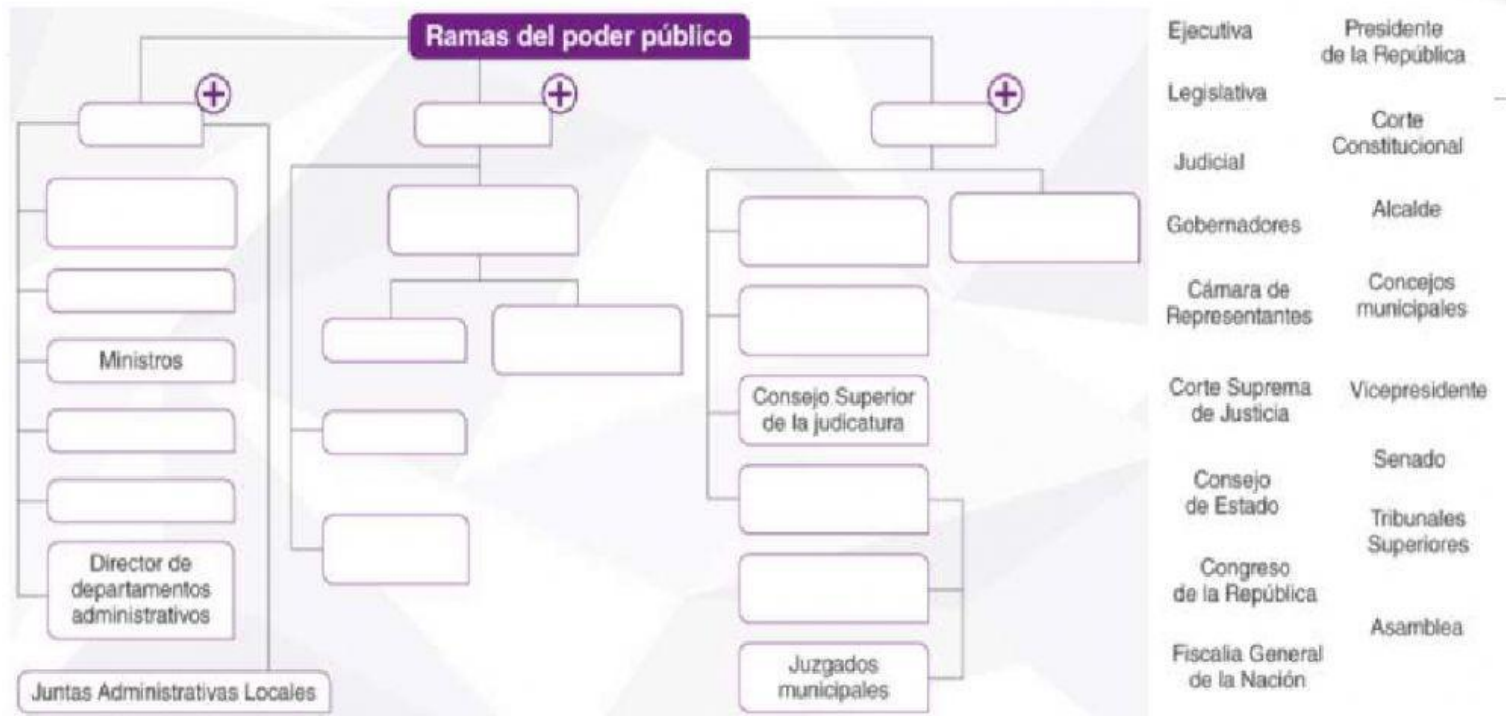 Ramas del poder público
Ministros
Director de
departamentos
administrativos
Juntas Administrativas Locales
Consejo Superior
de la judicatura
Juzgados
municipales
Ejecutiva
Legislativa
Judicial
Gobernadores
Cámara de
Representantes
Corte Suprema
de Justicia
Consejo
de Estado
Congreso
de la República
Fiscalia General
de la Nación
Presidente
de la República
Corte
Constitucional
Alcalde
Concejos
municipales
Vicepresidente
Senado
Tribunales
Superiores
Asamblea